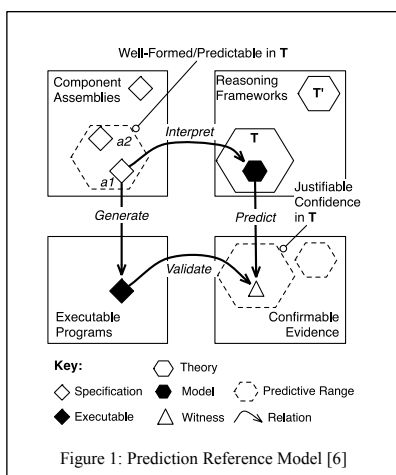 Well-Formed/Predictable in T
Component
Assemblies
Reasoning
Frameworks
T'
T
a2
Interpret
a1
Justifiable
Confidence
in T
Generate
Predict
Validate
Executable
Programs
Confirmable
Evidence
Key:
Theory
Specification
Model
Predictive Range
Executable
Witness
Relation
Figure 1: Prediction Reference Model [6]